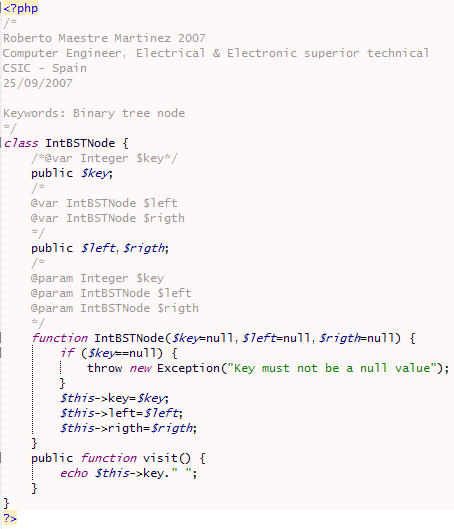 <?php
/*
Roberto Maestre Martinez 2007
Computer Engineer, Electrical & Electronic superior technical
CSIC - Spain
25/09/2007

Keywords: Binary tree node
*/
class IntBSTNode {
    /*@var Integer $key*/
    public $key;
    /*
    @var IntBSTNode $left
    @var IntBSTNode $rigth
    */
    public $left,$rigth;
    /*
    @param Integer $key
    @param IntBSTNode $left
    @param IntBSTNode $rigth
    */
    function IntBSTNode($key=null,$left=null,$rigth=null) {
        if ($key==null) {
            throw new Exception("Key must not be a null value");
        }
        $this->key=$key;
        $this->left=$left;
        $this->rigth=$rigth;
    }
    public function visit() {
        echo $this->key." ";
    }
}
?>